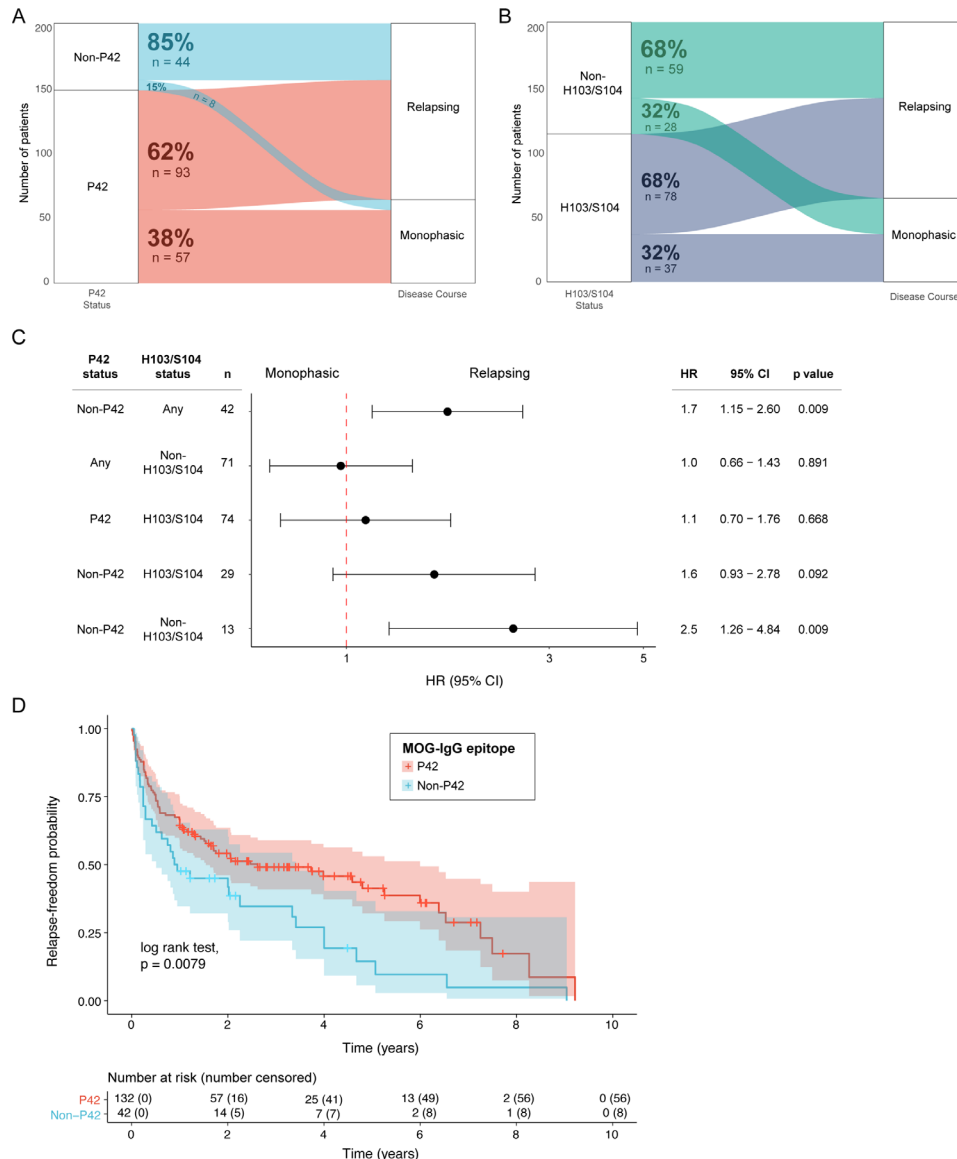 A
Number of patients
200
150
100
50
0
Non-P42
P42
85%
n = 44
15%
n = 8
62%
n = 93
38%
n = 57
Relapsing
Monophasic
P42
Status
Disease Course
B
Number of patients
200
150
100
50
0
Non-
H103/S104
H103/S104
68%
n = 59
32%
n = 28
68%
n = 78
32%
n = 37
Relapsing
Monophasic
H103/S104
Status
Disease Course
C
P42 status H103/S104 status n Monophasic Relapsing HR 95% CI p value
Non-P42 Any 42 1.7 1.15 – 2.60 0.009
Any Non-H103/S104 71 1.0 0.66 – 1.43 0.891
P42 H103/S104 74 1.1 0.70 – 1.76 0.668
Non-P42 H103/S104 29 1.6 0.93 – 2.78 0.092
Non-P42 Non-H103/S104 13 2.5 1.26 – 4.84 0.009
1 3 5
HR (95% CI)
D
Relapse-freedom probability
1.00
0.75
0.50
0.25
0.00
MOG-IgG epitope
P42
Non-P42
log rank test,
p = 0.0079
0 2 4 6 8 10
Time (years)
Number at risk (number censored)
P42 132 (0) 57 (16) 25 (41) 13 (49) 2 (56) 0 (56)
Non–P42 42 (0) 14 (5) 7 (7) 2 (8) 1 (8) 0 (8)
0 2 4 6 8 10
Time (years)